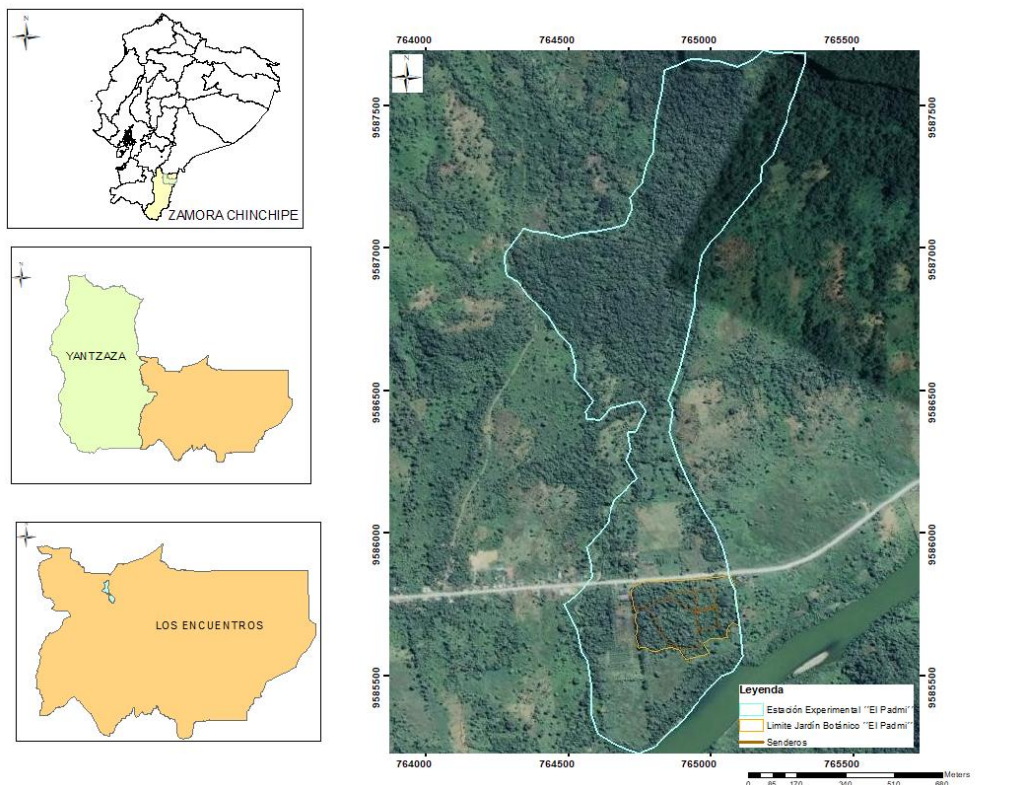 N
ZAMORA CHINCHIPE
N
YANTZAZA
N
LOS ENCUENTROS
764000 764500 765000 765500
N
9587500 9587500
9587000 9587000
9586500 9586500
9586000 9586000
9585500 9585500
Leyenda
Estación Experimental ''El Padmi''
Limite Jardín Botánico ''El Padmi''
Senderos
764000 764500 765000 765500
Meters
0 85 170 340 510 680